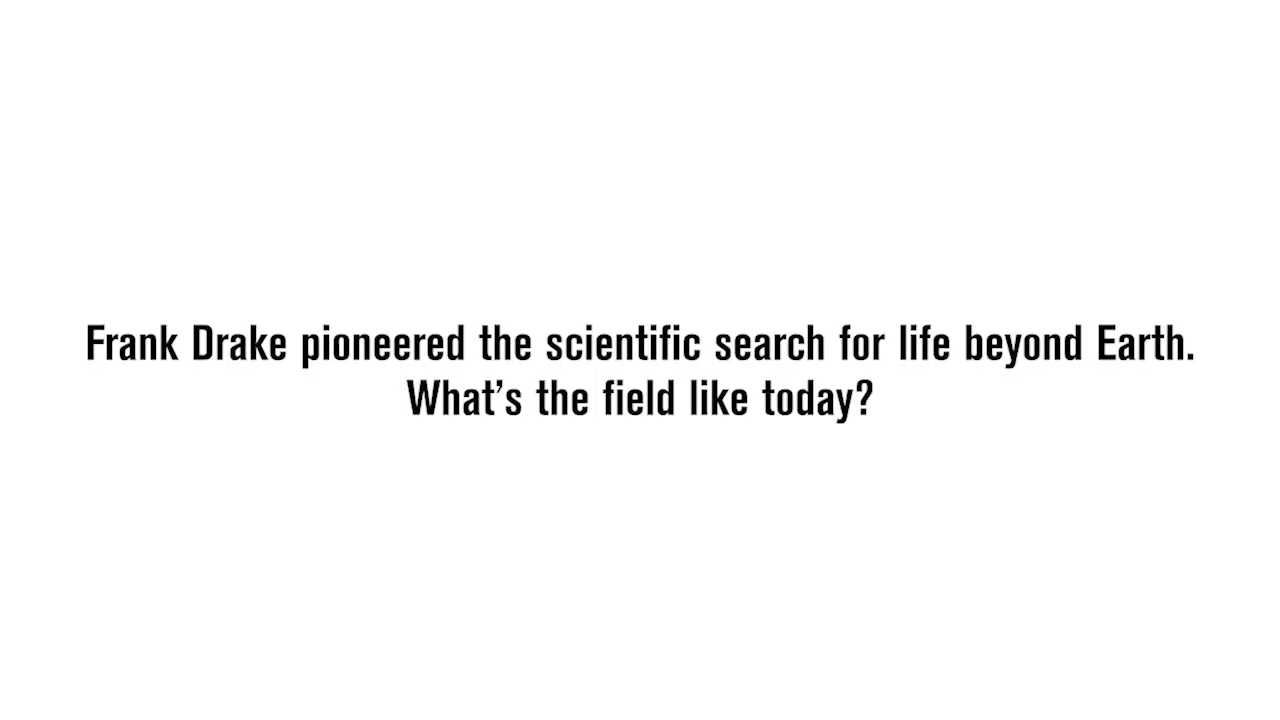 Frank Drake pioneered the scientific search for life beyond Earth.
What’s the field like today?